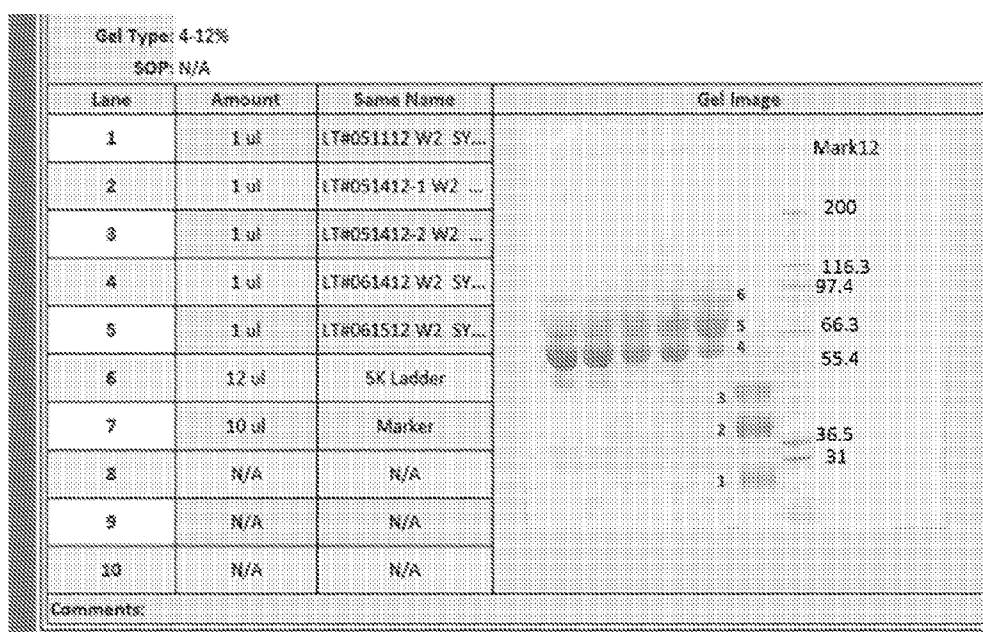 Gel Type: 4-12%
SOP: N/A
Lane Amount Same Name Gel Image
1 1 ul LT#051112 W2 SY...
2 1 ul LT#051412-1 W2 ...
3 1 ul LT#051412-2 W2 ...
4 1 ul LT#061412 W2 SY...
5 1 ul LT#061512 W2 SY...
6 12 ul 5K Ladder
7 10 ul Marker
8 N/A N/A
9 N/A N/A
10 N/A N/A
Comments:
Mark12
200
116.3
6 97.4
5 66.3
4 55.4
3
2 36.5
31
1